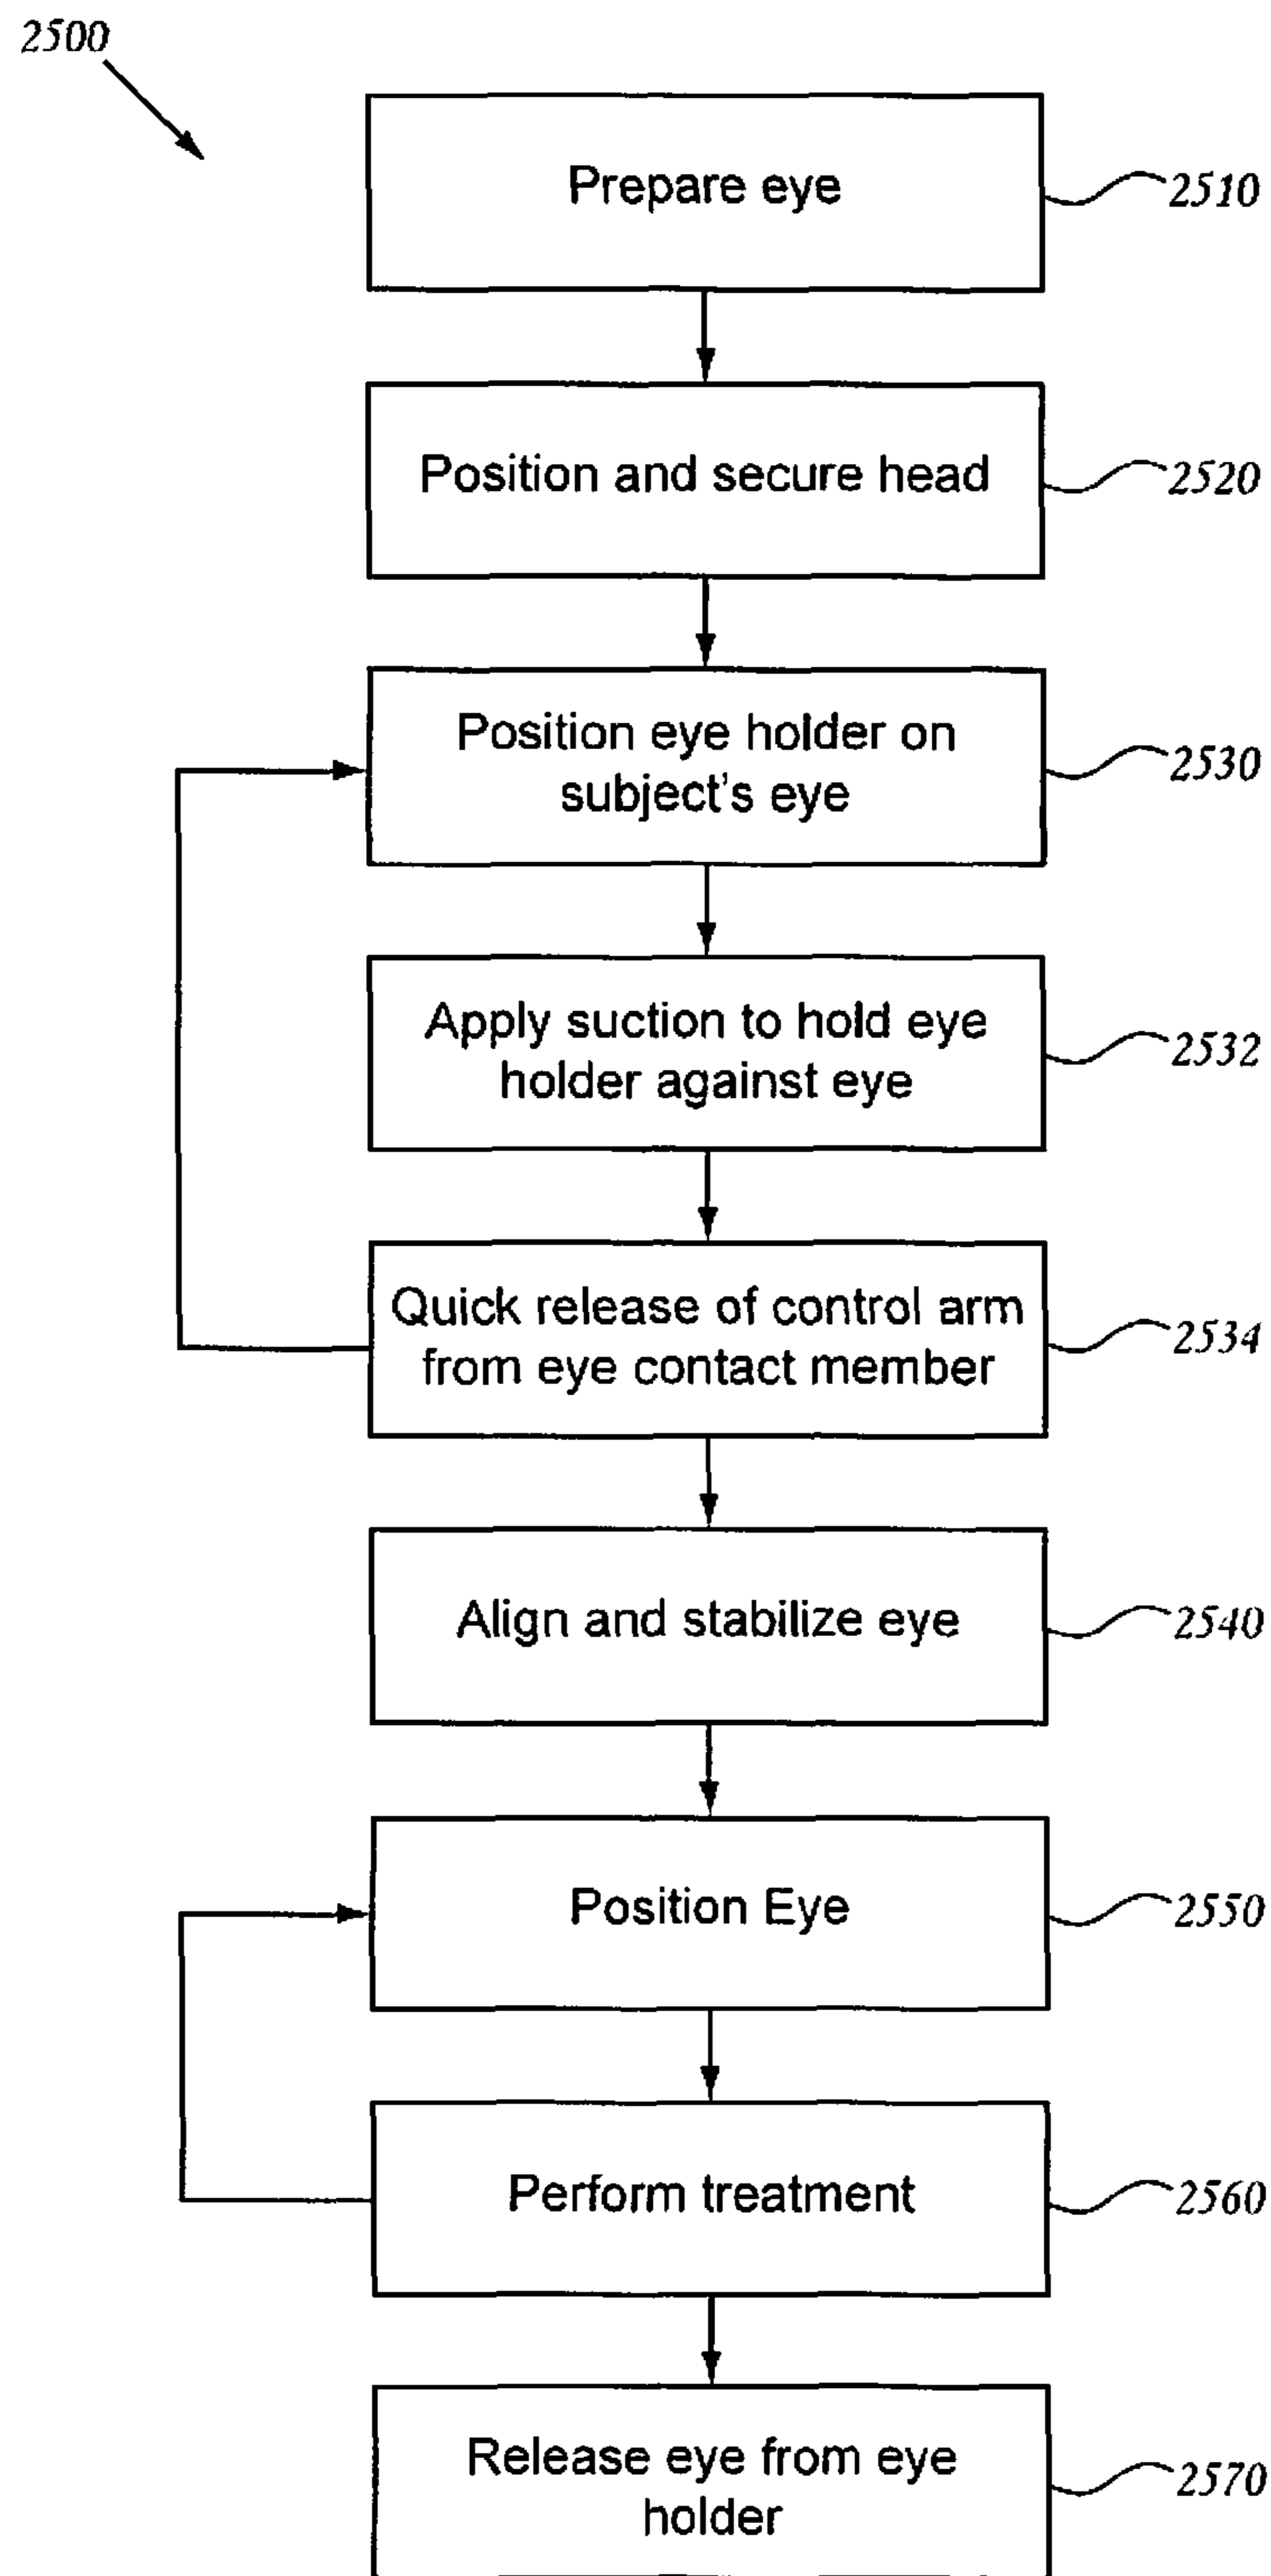 2500
Prepare eye
2510
Position and secure head
2520
Position eye holder on
subject's eye
2530
Apply suction to hold eye
holder against eye
2532
Quick release of control arm
from eye contact member
2534
Align and stabilize eye
2540
Position Eye
2550
Perform treatment
2560
Release eye from eye
holder
2570